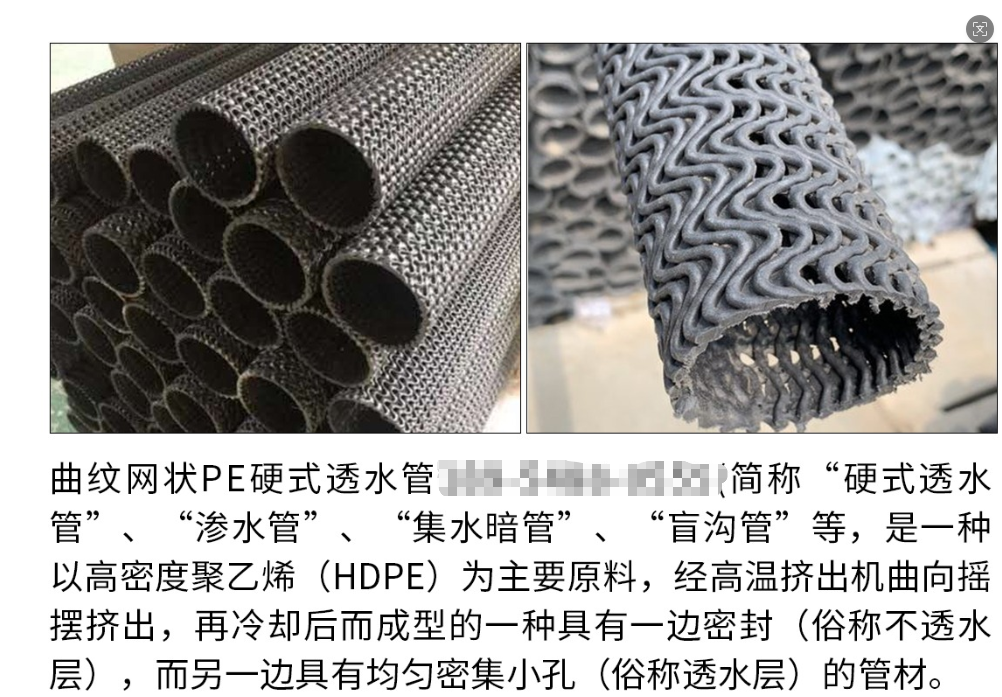 曲纹网状PE硬式透水管(简称“硬式透水
管”、“渗水管”、“集水暗管”、“盲沟管”等，是一种
以高密度聚乙烯（HDPE）为主要原料，经高温挤出机曲向摇
摆挤出，再冷却后而成型的一种具有一边密封（俗称不透水
层），而另一边具有均匀密集小孔（俗称透水层）的管材。